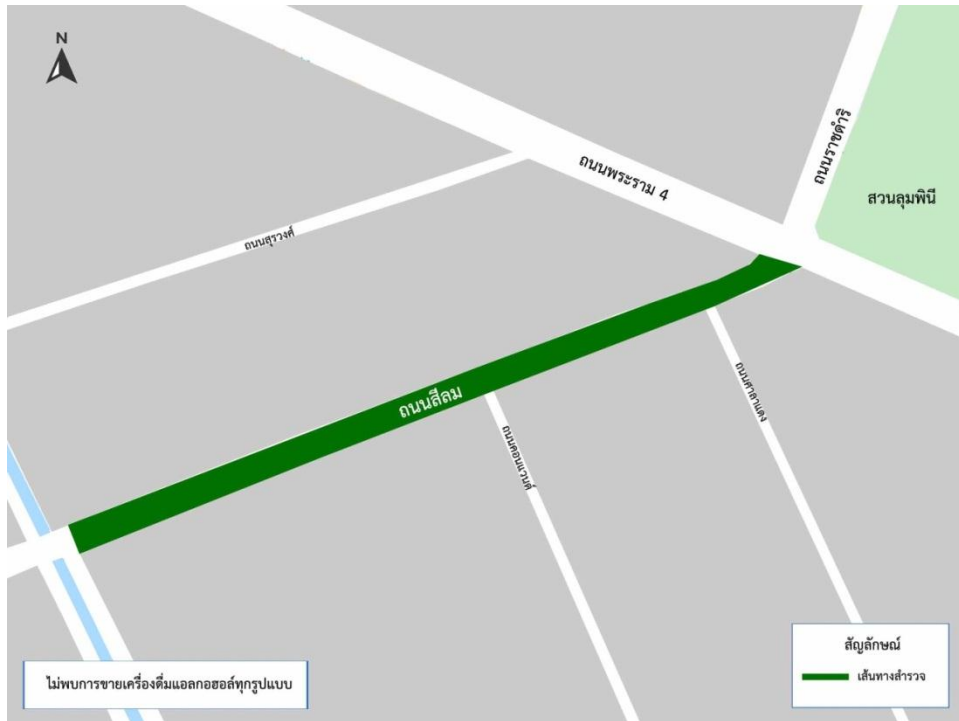 N
ถนนราชดำริ
ถนนพระราม 4
สวนลุมพินี
ถนนสุรวงศ์
ถนนสีลม
ถนนศาลาแดง
ถนนคอนแวนต์
สัญลักษณ์
เส้นทางสำรวจ
ไม่พบการขายเครื่องดื่มแอลกอฮอล์ทุกรูปแบบ